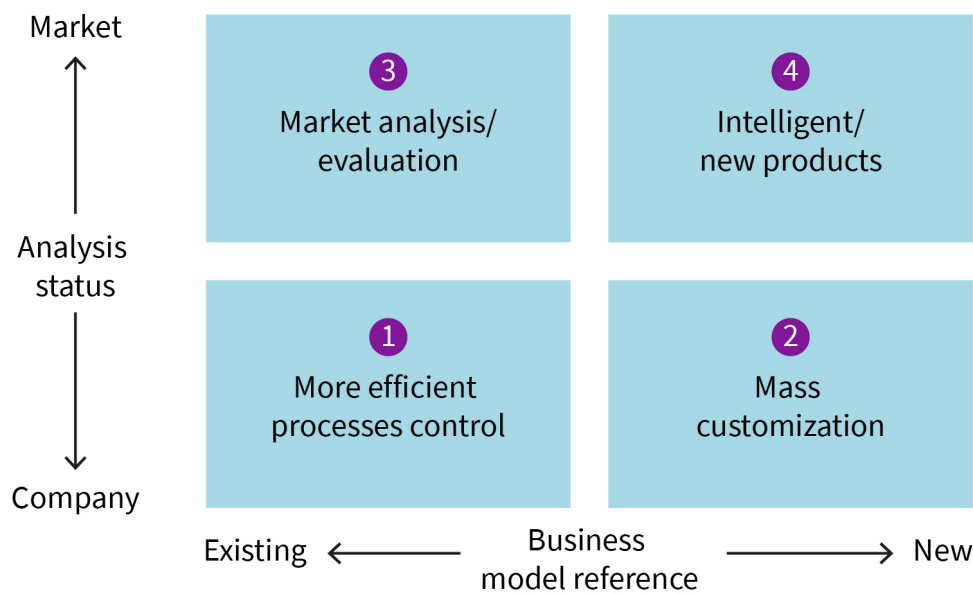 Market
3
Market analysis/
evaluation
4
Intelligent/
new products
Analysis
status
1
More efficient
processes control
2
Mass
customization
Company
Existing
Business
model reference
New